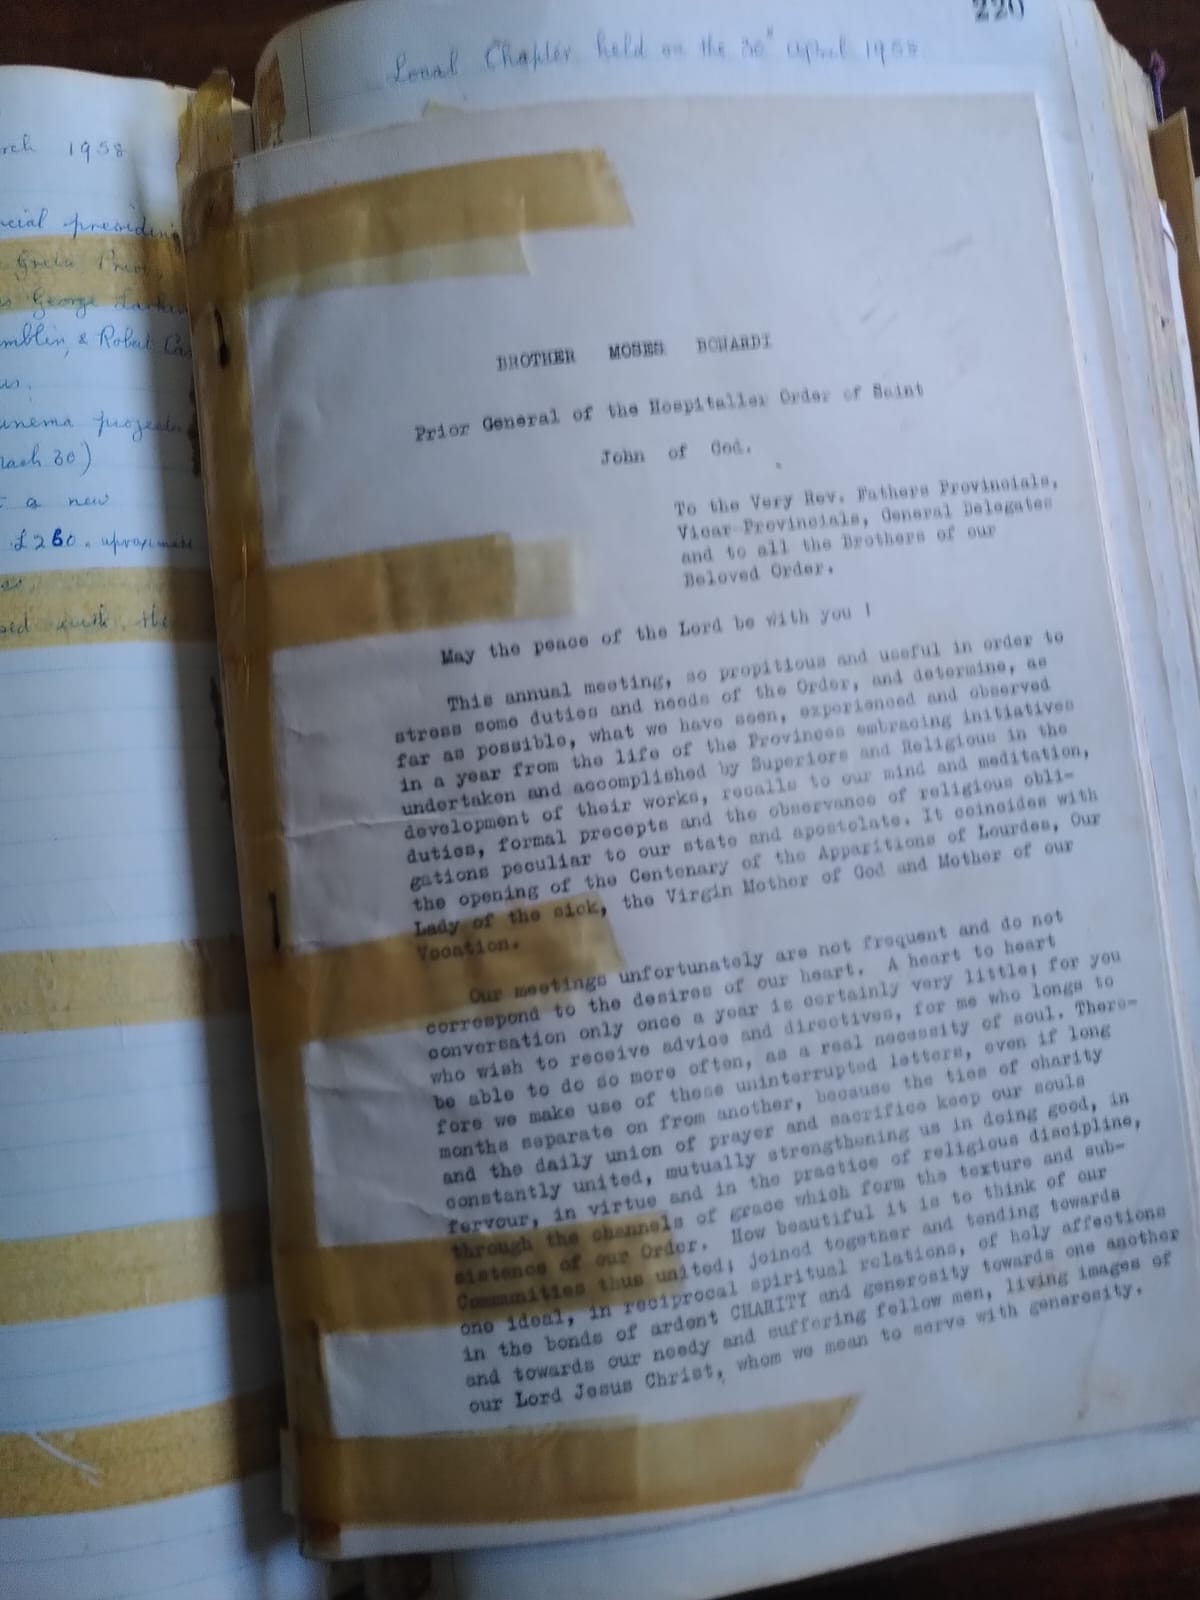 220
Local Chapter held on the 30" April 1958
rch 1958
cial presiding
George
mblin, & Robert
inema
a new
£260. aproximate
the
BROTHER MOSES BONARDI
Prior General of the Hospitaller Order of Saint
John of God.
To the Very Rev. Fathers Provincials,
Vicar Provincials, General Delegates
and to all the Brothers of our
Beloved Order.
May the peace of the Lord be with you !
This annual meeting, so propitious and useful in order to
stress some duties and needs of the Order, and determine, as
far as possible, what we have seen, experienced and observed
in a year from the life of the Provinces embracing initiatives
undertaken and accomplished by Superiors and Religious in the
development of their works, recalls to our mind and meditation,
duties, formal precepts and the observance of religious obli-
gations peculiar to our state and apostolate. It coincides with
the opening of the Centenary of the Apparitions of Lourdes, Our
Lady of the sick, the Virgin Mother of God and Mother of our
Vocation.
Our meetings unfortunately are not frequent and do not
correspond to the desires of our heart. A heart to heart
conversation only once a year is certainly very little; for you
who wish to receive advice and directives, for me who longs to
be able to do so more often, as a real necessity of soul. There-
fore we make use of these uninterrupted letters, even if long
months separate on from another, because the ties of charity
and the daily union of prayer and sacrifice keep our souls
constantly united, mutually strengthening us in doing good, in
fervour, in virtue and in the practice of religious discipline,
through the channels of grace which form the texture and sub-
sistence of our Order. How beautiful it is to think of our
Communities thus united; joined together and tending towards
one ideal, in reciprocal spiritual relations, of holy affections
in the bonds of ardent CHARITY and generosity towards one another
and towards our needy and suffering fellow men, living images of
our Lord Jesus Christ, whom we mean to serve with generosity.